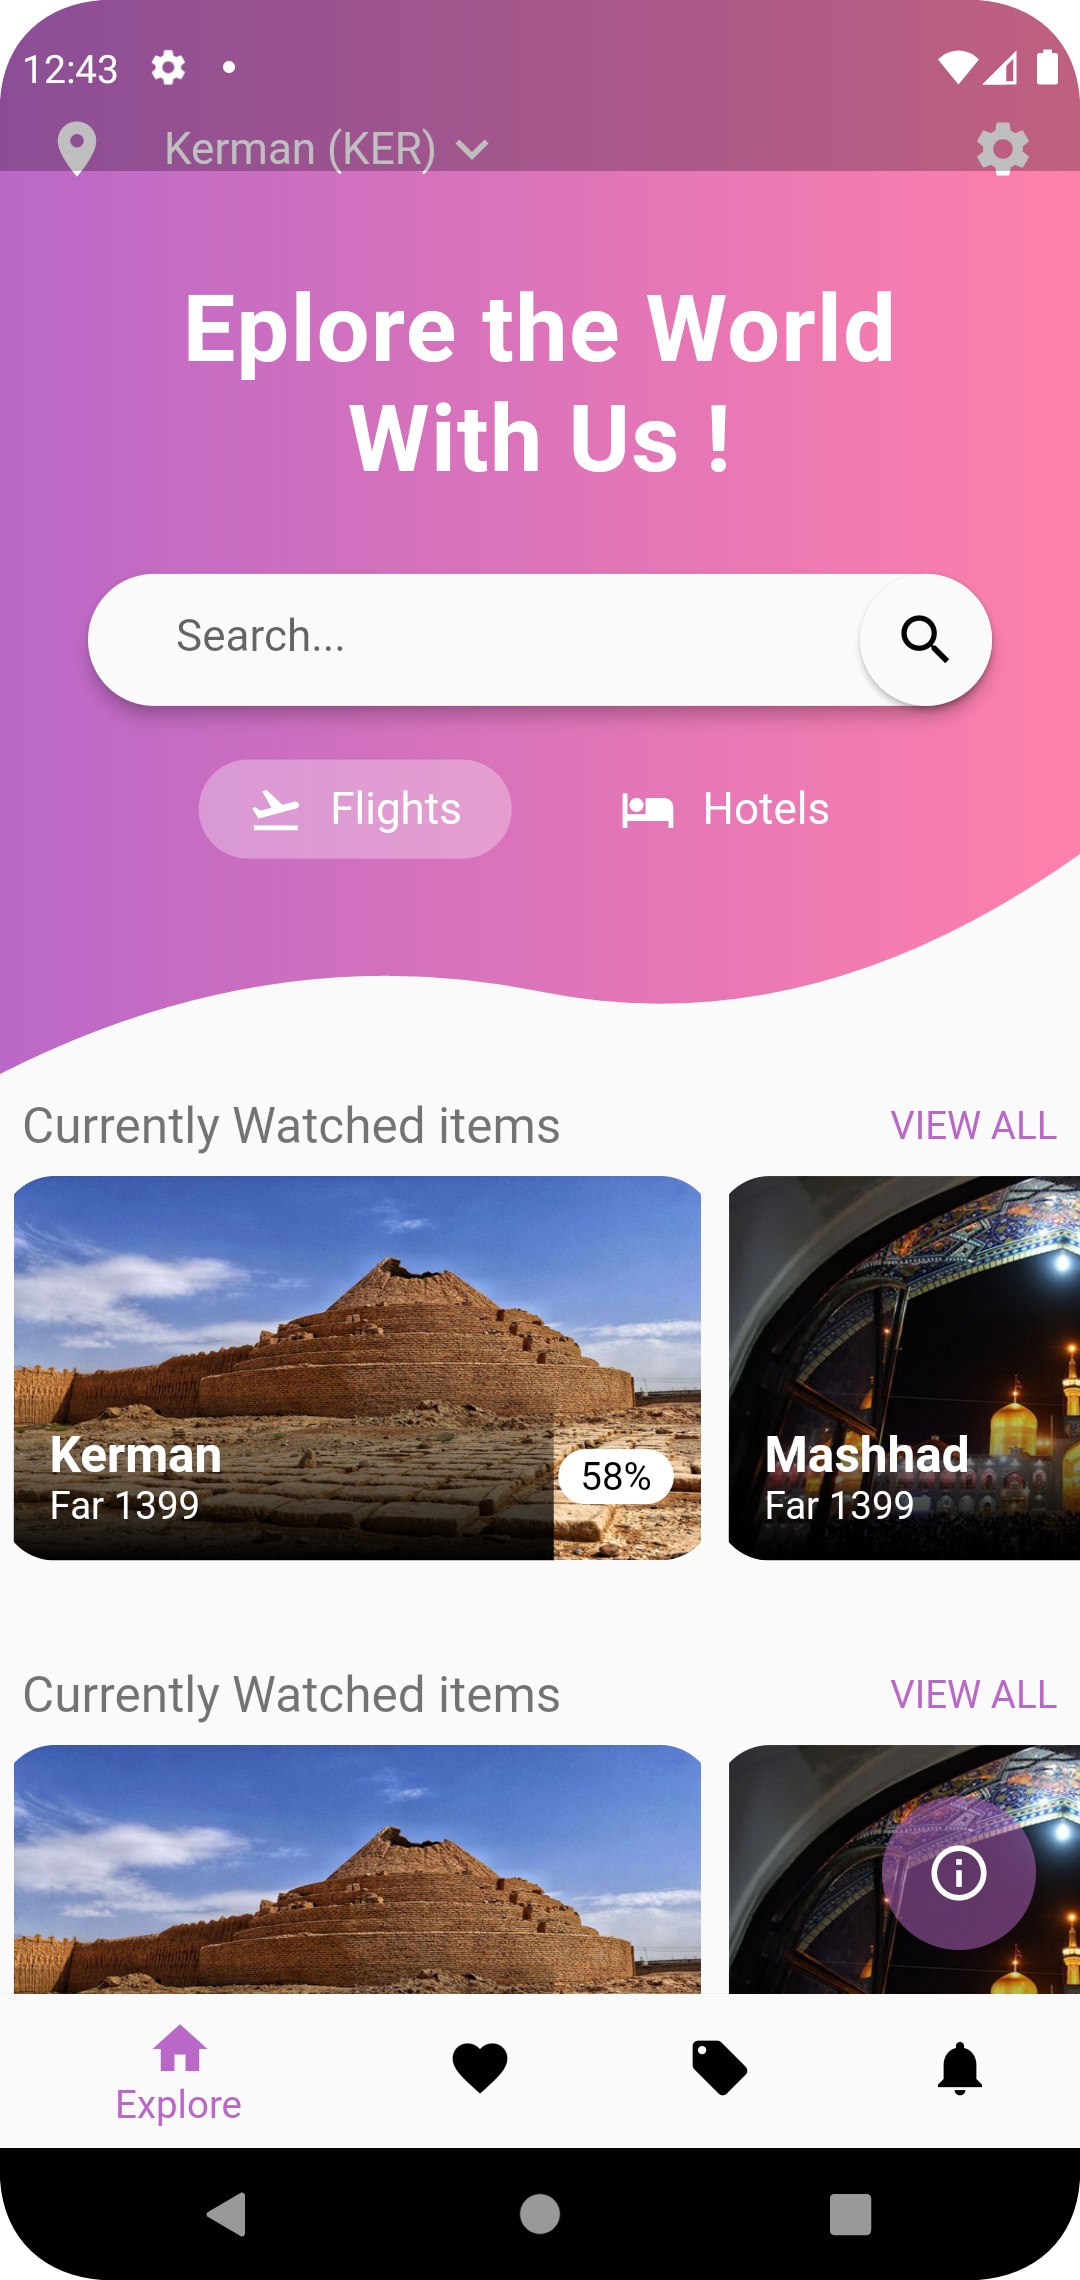 12:43
Kerman (KER)
Eplore the World
With Us !
Search...
Flights
Hotels
Currently Watched items
VIEW ALL
Kerman
Far 1399
58%
Mashhad
Far 1399
Currently Watched items
VIEW ALL
Explore